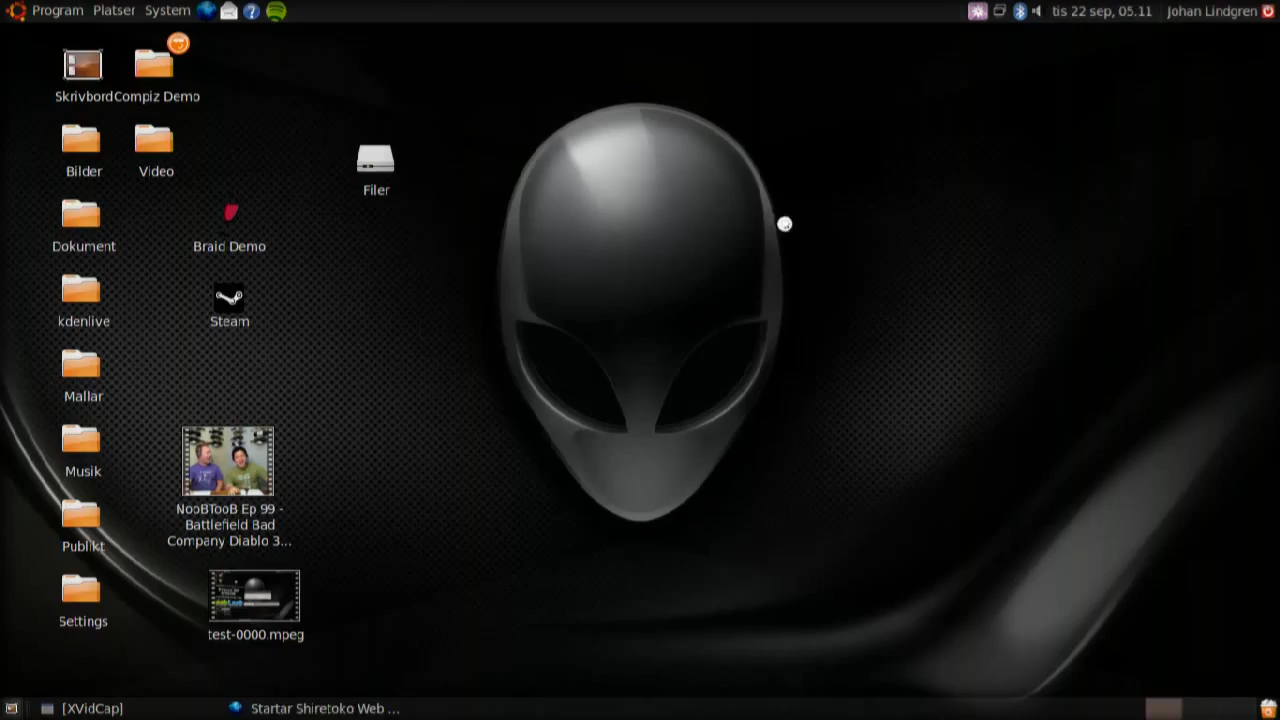 Program Platser System
tis 22 sep, 05.11 Johan Lindgren
Skrivbord
Compiz Demo
Bilder
Video
Filer
Dokument
Braid Demo
kdenlive
Steam
Mallar
Musik
NooBTooB Ep 99 -
Battlefield Bad
Company Diablo 3...
Publikt
Settings
test-0000.mpeg
[XVidCap]
Startar Shiretoko Web ...